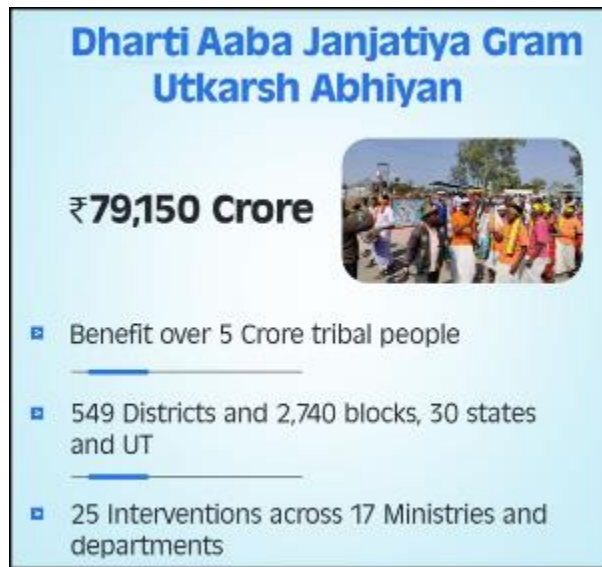 Dharti Aaba Janjatiya Gram
Utkarsh Abhiyan
₹79,150 Crore
Benefit over 5 Crore tribal people
549 Districts and 2,740 blocks, 30 states
and UT
25 Interventions across 17 Ministries and
departments